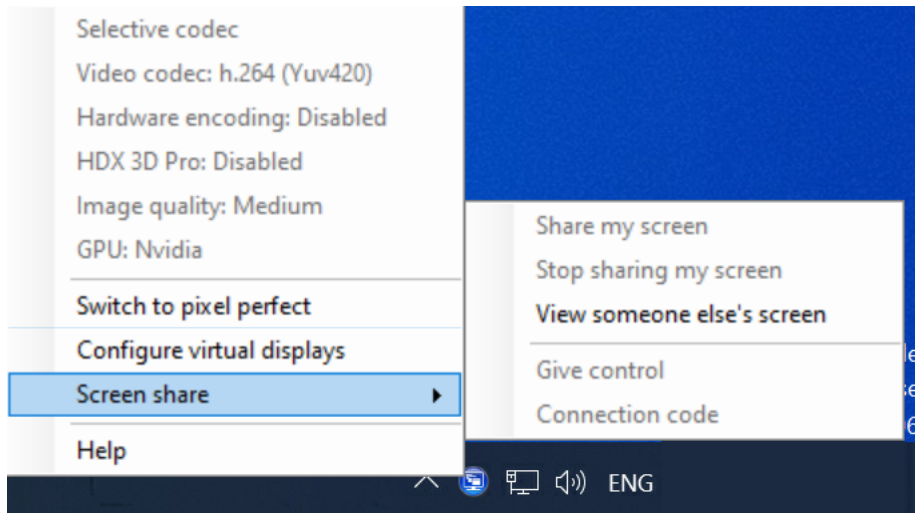 Selective codec
Video codec: h.264 (Yuv420)
Hardware encoding: Disabled
HDX 3D Pro: Disabled
Image quality: Medium
GPU: Nvidia
Switch to pixel perfect
Configure virtual displays
Screen share
Help
Share my screen
Stop sharing my screen
View someone else's screen
Give control
Connection code
ENG